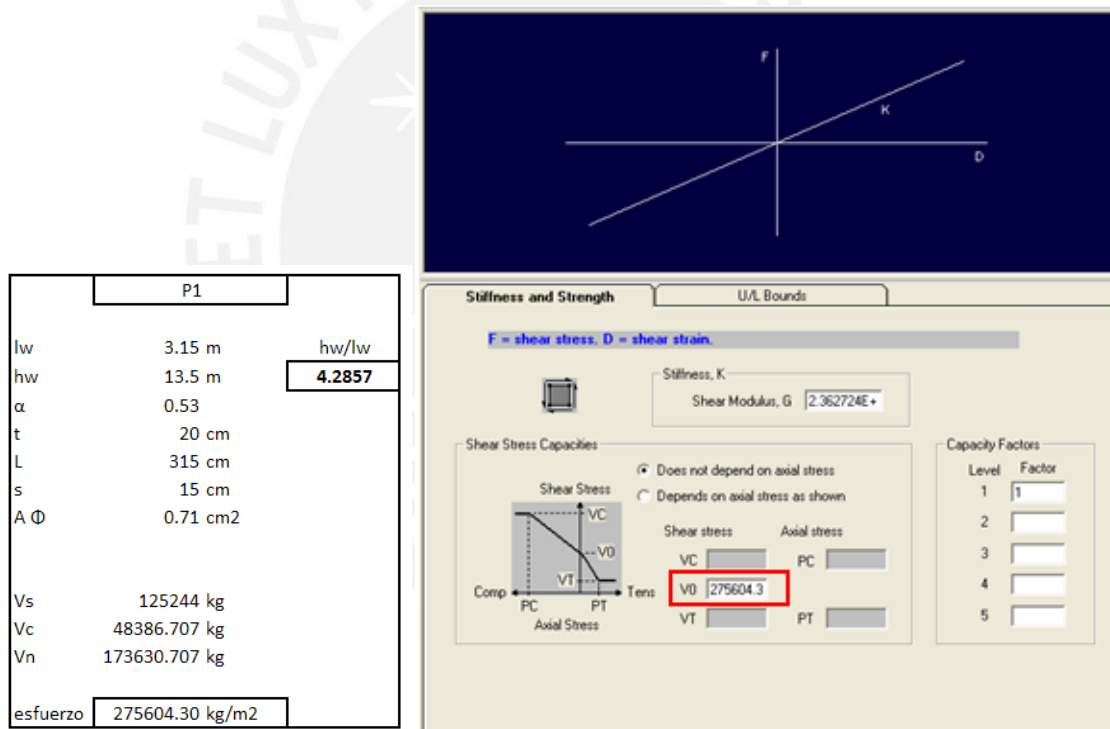 ET LUX
F
K
D
P1
lw 3.15 m hw/lw
hw 13.5 m 4.2857
α 0.53
t 20 cm
L 315 cm
s 15 cm
A Φ 0.71 cm2
Vs 125244 kg
Vc 48386.707 kg
Vn 173630.707 kg
esfuerzo 275604.30 kg/m2
Stiffness and Strength U/L Bounds
F = shear stress. D = shear strain.
Stiffness, K
Shear Modulus, G 2.362724E+
Shear Stress Capacities
Does not depend on axial stress
Depends on axial stress as shown
Shear Stress
VC
V0
VT
Comp Tens
PC PT
Axial Stress
Shear stress Axial stress
VC PC
V0 275604.3
VT PT
Capacity Factors
Level Factor
1 1
2
3
4
5